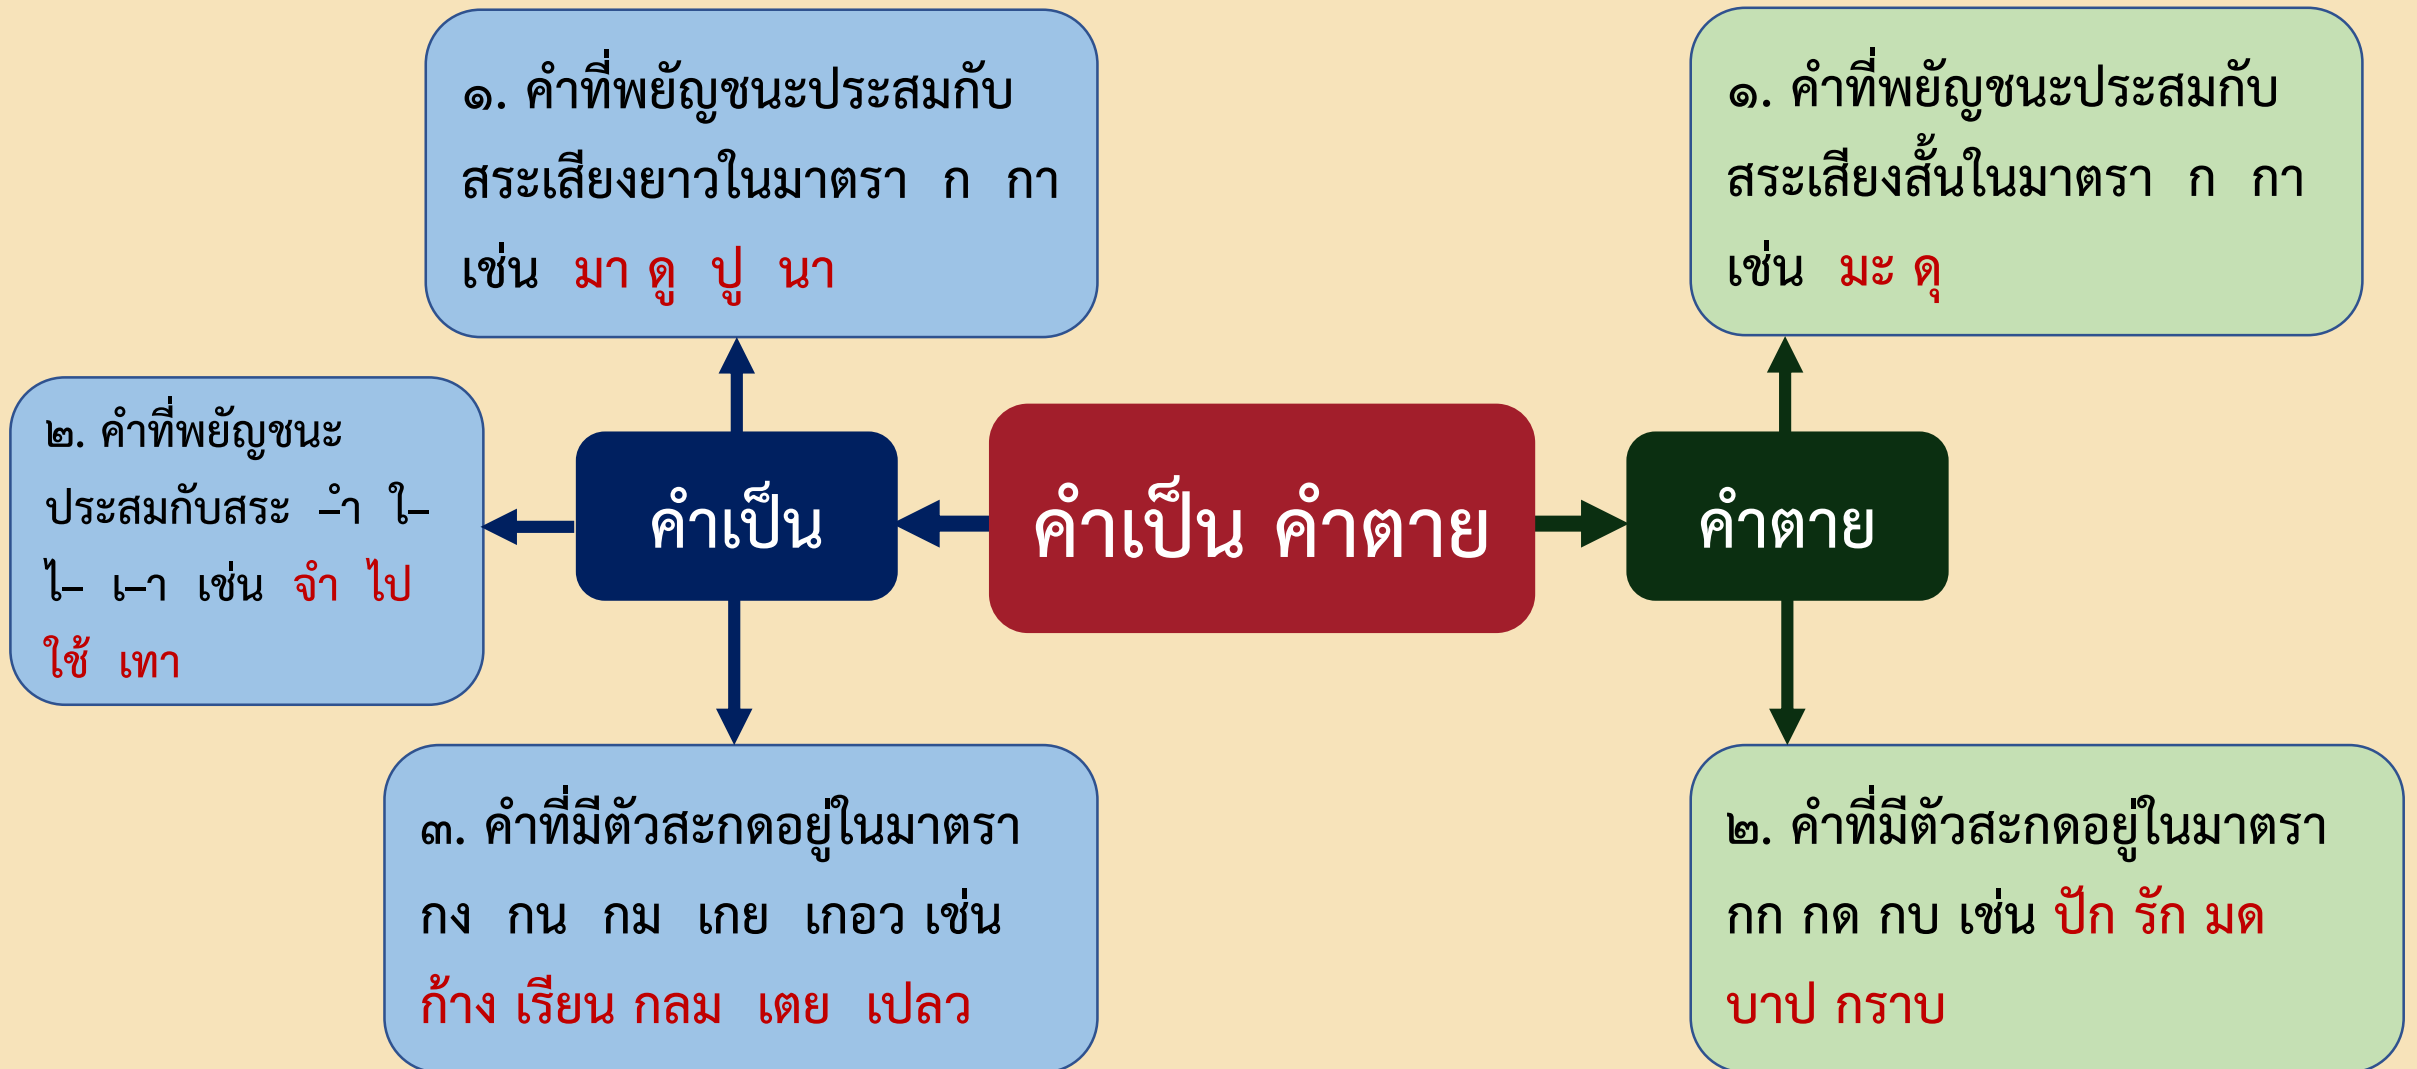 ๑. คำที่พยัญชนะประสมกับ
สระเสียงยาวในมาตรา ก กา
เช่น มา ดู ปู นา
๑. คำที่พยัญชนะประสมกับ
สระเสียงสั้นในมาตรา ก กา
เช่น มะ ดุ
๒. คำที่พยัญชนะ
ประสมกับสระ –ำ ใ–
ไ– เ–า เช่น จำ ไป
ใช้ เทา
คำเป็น
คำเป็น คำตาย
คำตาย
๓. คำที่มีตัวสะกดอยู่ในมาตรา
กง กน กม เกย เกอว เช่น
ก้าง เรียน กลม เตย เปลว
๒. คำที่มีตัวสะกดอยู่ในมาตรา
กก กด กบ เช่น ปัก รัก มด
บาป กราบ